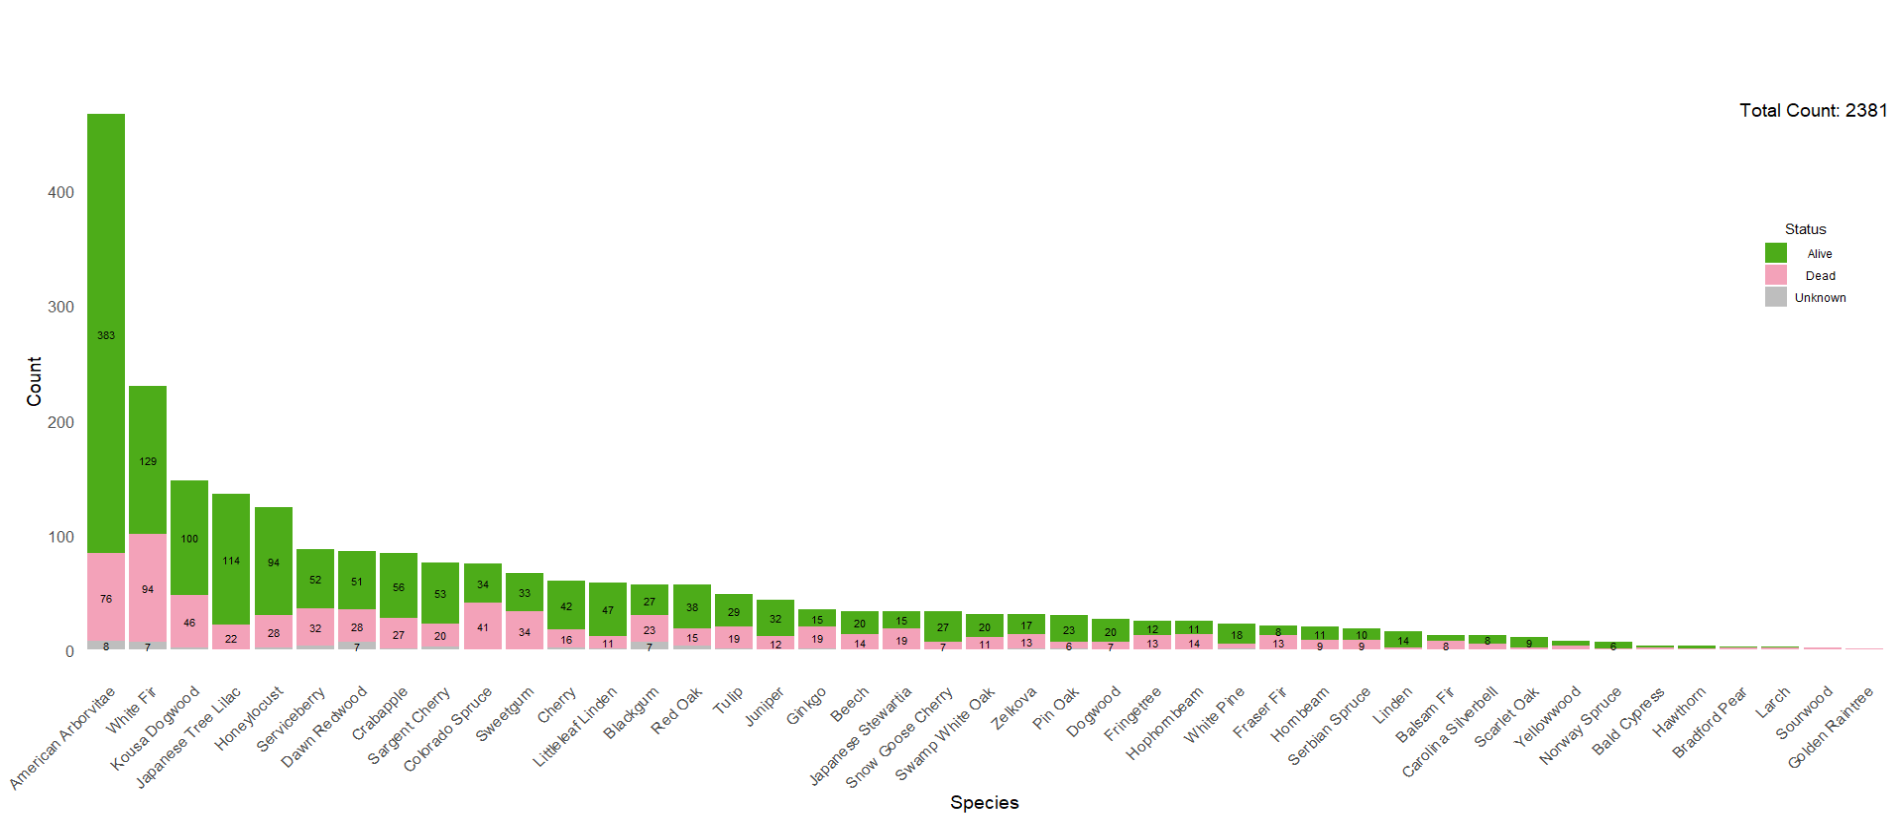 Total Count: 2381
Status
Alive
Dead
Unknown
Count
400
300
200
100
0
383
76
8
129
94
7
100
46
114
22
94
28
52
32
51
28
7
56
27
53
20
34
41
33
34
42
16
47
11
27
23
7
38
15
29
19
32
12
15
19
20
14
15
19
27
7
20
11
17
13
23
6
20
7
12
13
11
14
18
8
13
11
9
10
9
14
8
8
9
6
American Arborvitae
White Fir
Kousa Dogwood
Japanese Tree Lilac
Honeylocust
Serviceberry
Dawn Redwood
Crabapple
Sargent Cherry
Colorado Spruce
Sweetgum
Cherry
Littleleaf Linden
Blackgum
Red Oak
Tulip
Juniper
Ginkgo
Beech
Japanese Stewartia
Snow Goose Cherry
Swamp White Oak
Zelkova
Pin Oak
Dogwood
Fringetree
Hophornbeam
White Pine
Fraser Fir
Hornbeam
Serbian Spruce
Linden
Balsam Fir
Carolina Silverbell
Scarlet Oak
Yellowwood
Norway Spruce
Bald Cypress
Hawthorn
Bradford Pear
Larch
Sourwood
Golden Raintree
Species